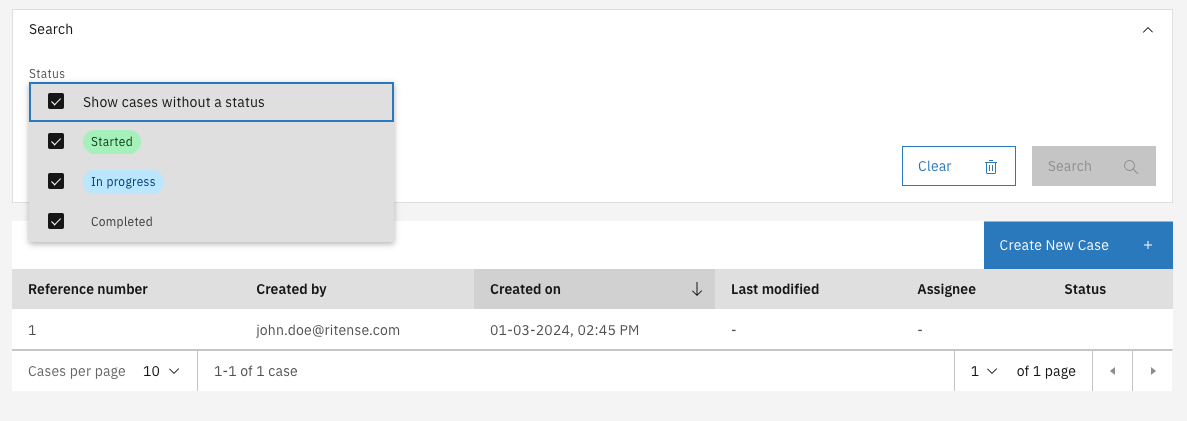 Search
Status
Show cases without a status
Started
In progress
Completed
Clear
Search
Create New Case +
Reference number Created by Created on Last modified Assignee Status
1 john.doe@ritense.com 01-03-2024, 02:45 PM - -
Cases per page 10 1-1 of 1 case 1 of 1 page